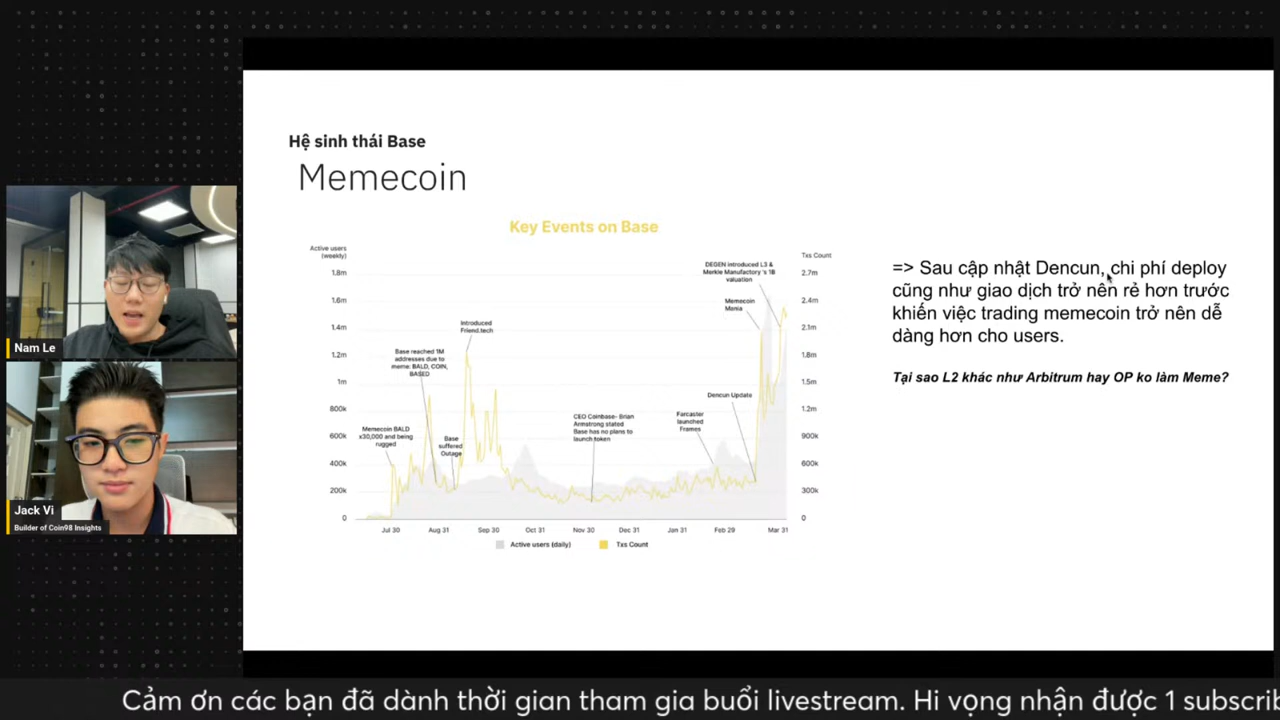 Hệ sinh thái Base
Memecoin
Key Events on Base
Active users
(weekly)
Txs Count
1.8m
1.6m
1.4m
1.2m
1m
800k
600k
400k
200k
0
2.7m
2.4m
2.1m
1.8m
1.5m
1.2m
900k
600k
300k
0
DEGEN introduced L3 &
Merkle Manufactory 's 1B
valuation
Memecoin
Mania
Introduced
Friend.tech
Base reached 1M
addresses due to
meme: BALD, COIN,
BASED
Dencun Update
Memecoin BALD
x30,000 and being
rugged
Base
suffered
Outage
CEO Coinbase- Brian
Armstrong stated
Base has no plans to
launch token
Farcaster
launched
Frames
Jul 30
Aug 31
Sep 30
Oct 31
Nov 30
Dec 31
Jan 31
Feb 29
Mar 31
Active users (daily)
Txs Count
=> Sau cập nhật Dencun, chi phí deploy
cũng như giao dịch trở nên rẻ hơn trước
khiến việc trading memecoin trở nên dễ
dàng hơn cho users.
Tại sao L2 khác như Arbitrum hay OP ko làm Meme?
Nam Le
Jack Vi
Builder of Coin98 Insights
Cảm ơn các bạn đã dành thời gian tham gia buổi livestream. Hi vọng nhận được 1 subscrib